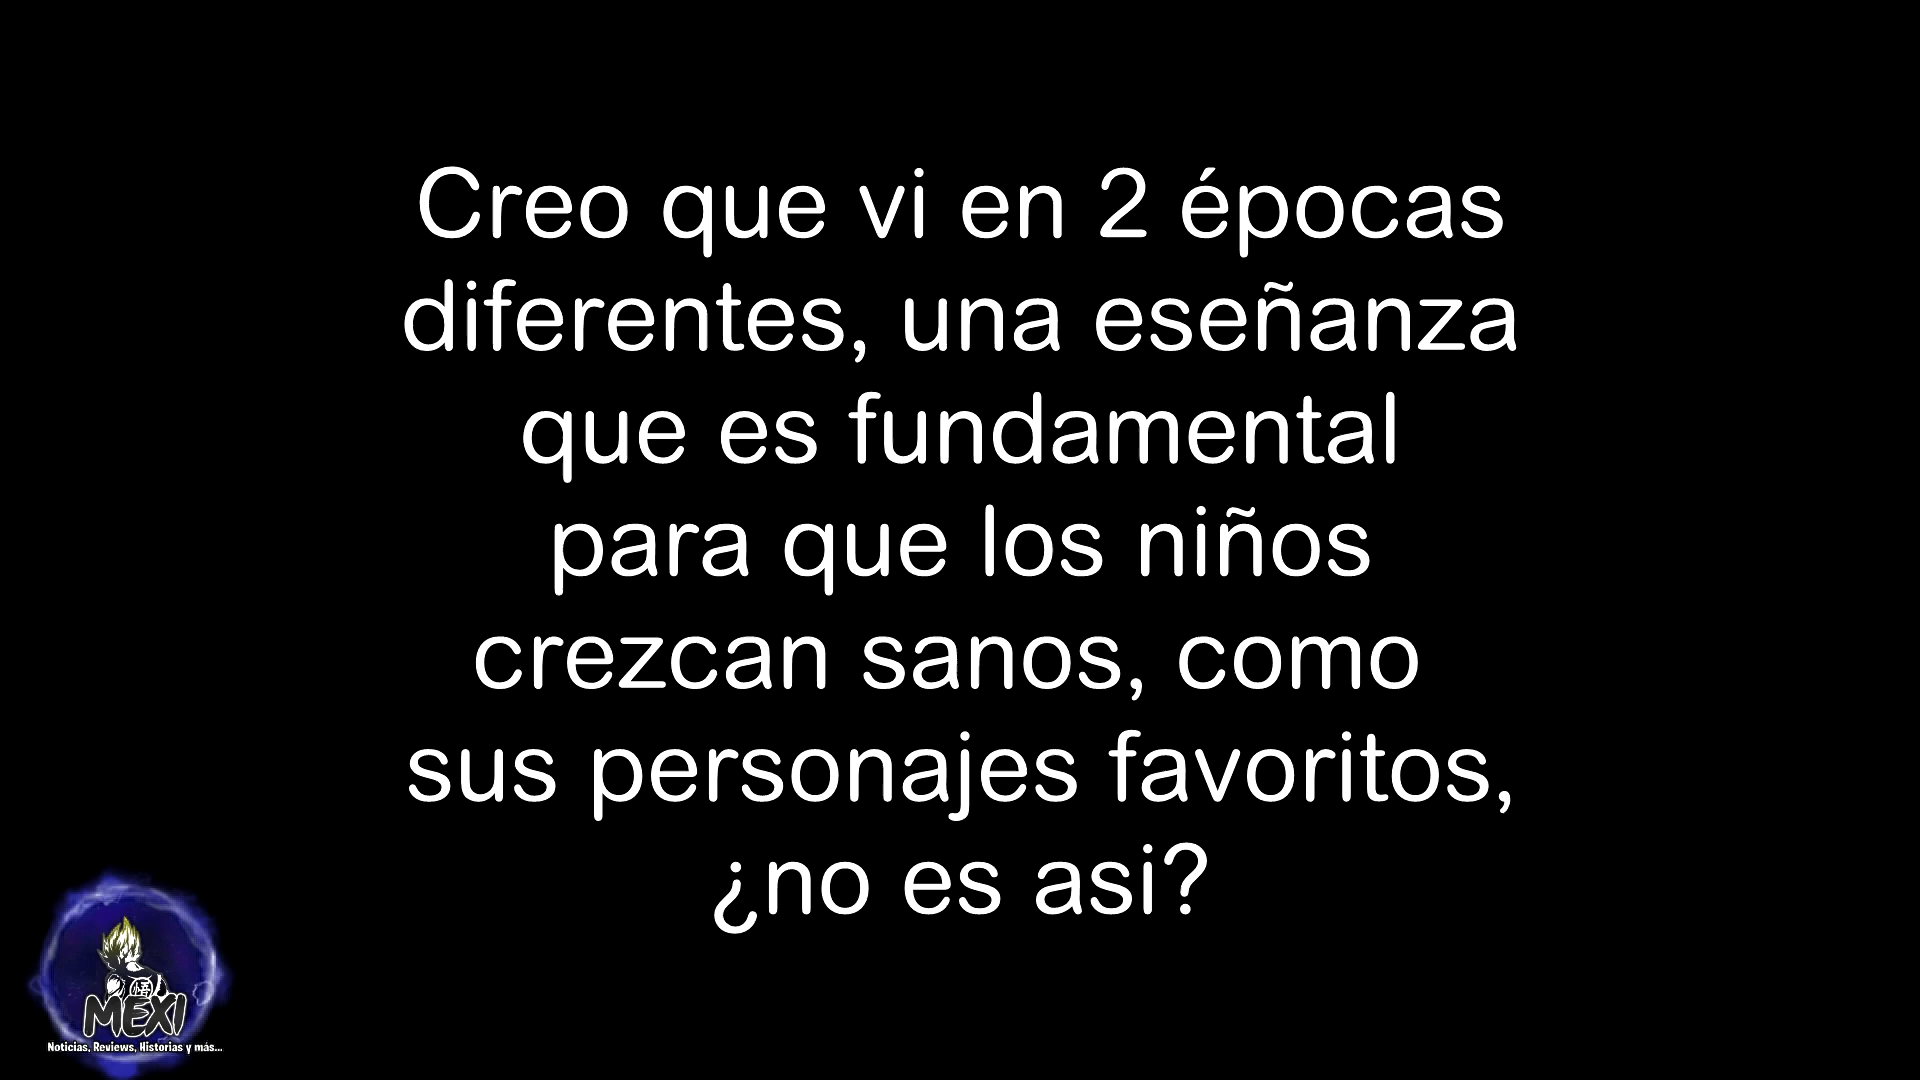 Creo que vi en 2 épocas
diferentes, una eseñanza
que es fundamental
para que los niños
crezcan sanos, como
sus personajes favoritos,
¿no es asi?
悟
MEXI
Noticias, Reviews, Historias y más...